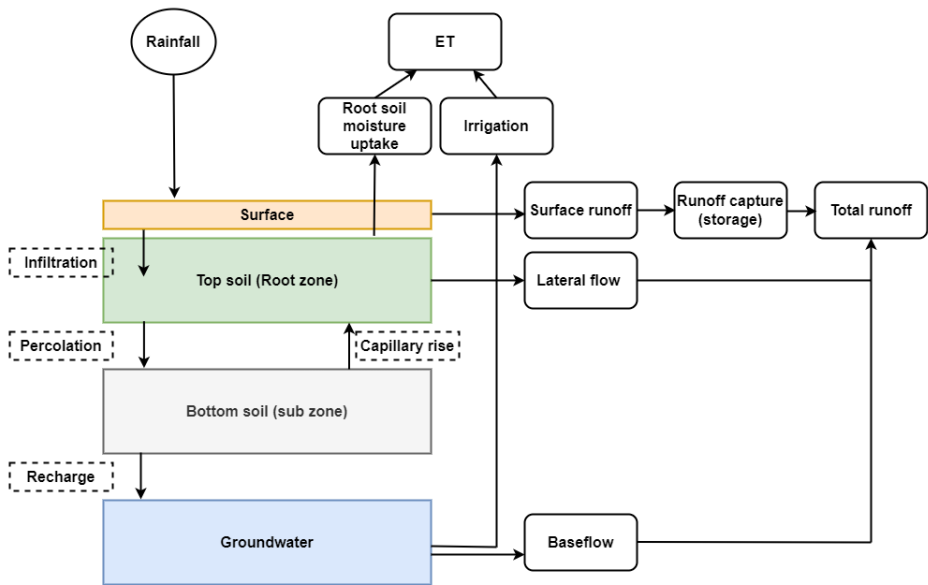 Rainfall
ET
Root soil
moisture
uptake
Irrigation
Surface
Surface runoff
Runoff capture
(storage)
Total runoff
Infiltration
Top soil (Root zone)
Lateral flow
Percolation
Capillary rise
Bottom soil (sub zone)
Recharge
Groundwater
Baseflow